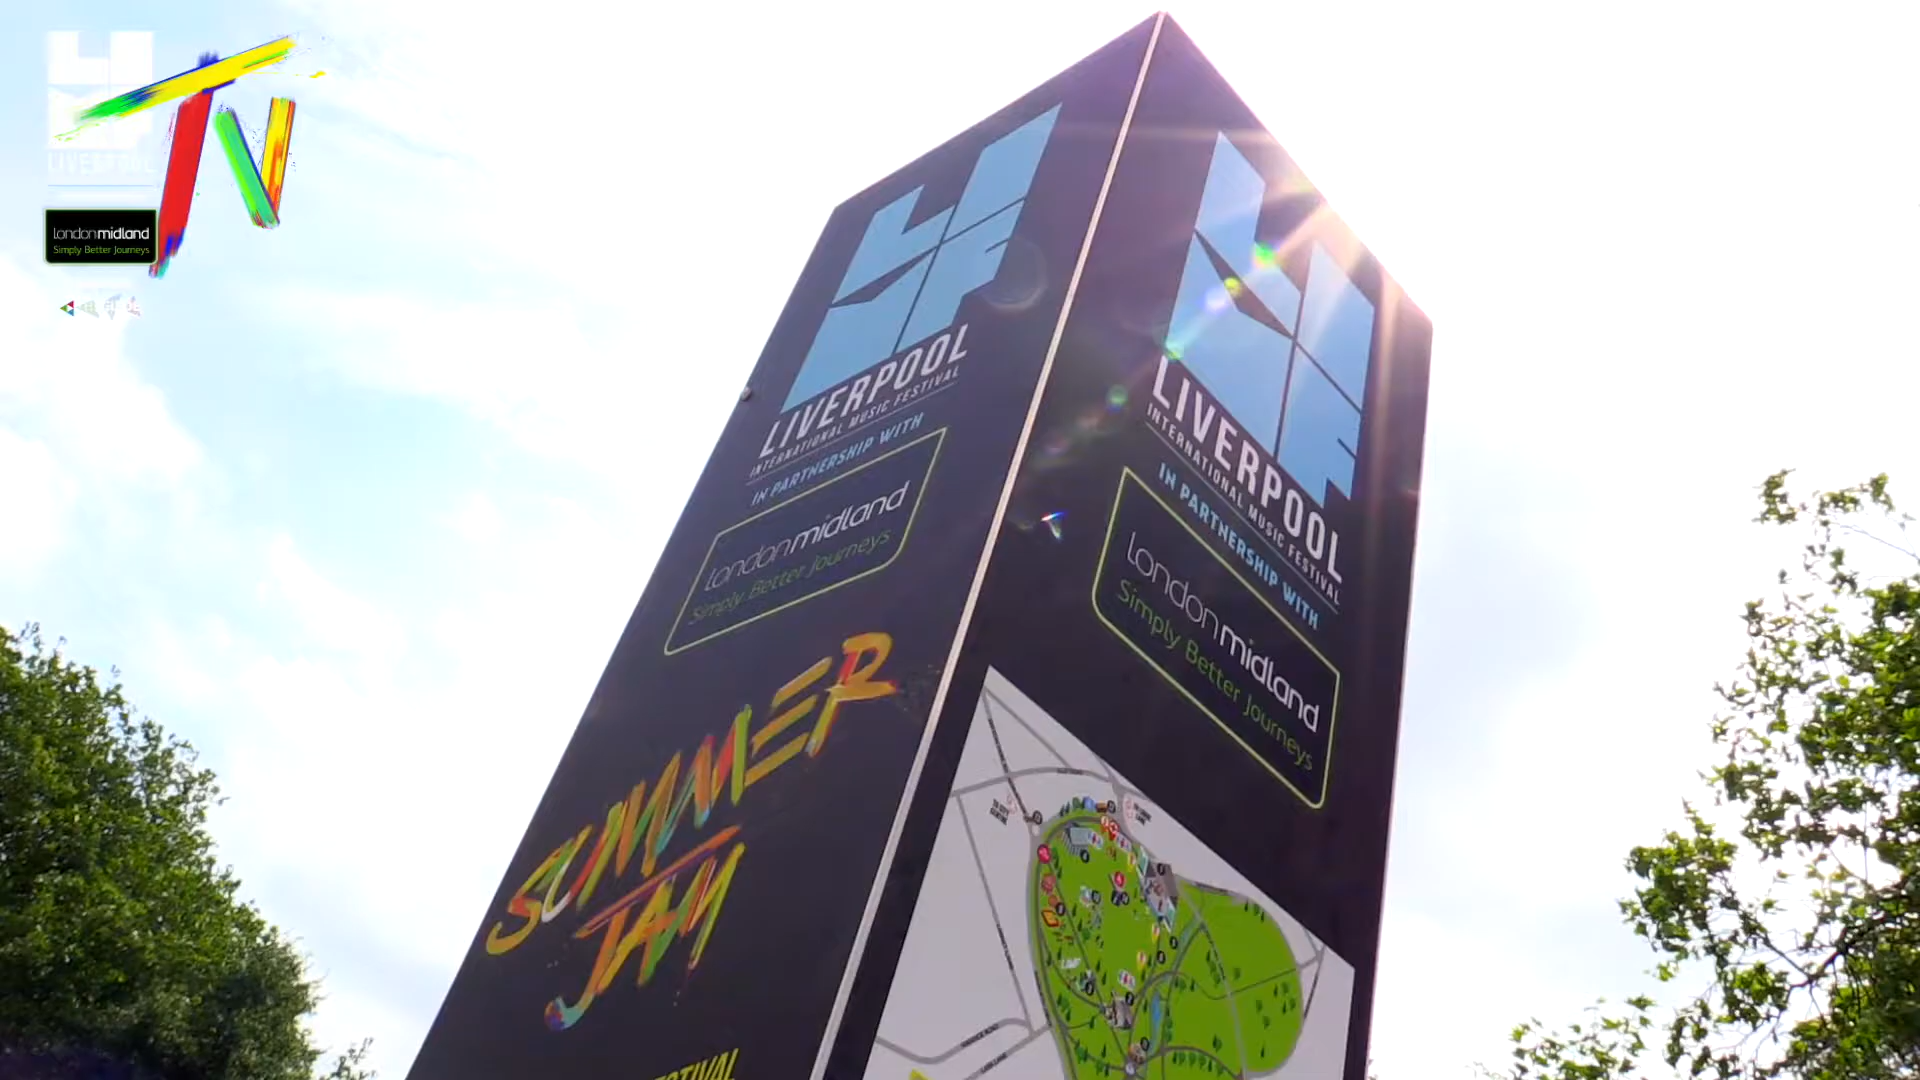 LIVERPOOL
TV
londonmidland
Simply Better Journeys
LIVERPOOL
INTERNATIONAL MUSIC FESTIVAL
IN PARTNERSHIP WITH
londonmidland
Simply Better Journeys
SUMMER
JAM
LIVERPOOL
INTERNATIONAL MUSIC FESTIVAL
IN PARTNERSHIP WITH
londonmidland
Simply Better Journeys